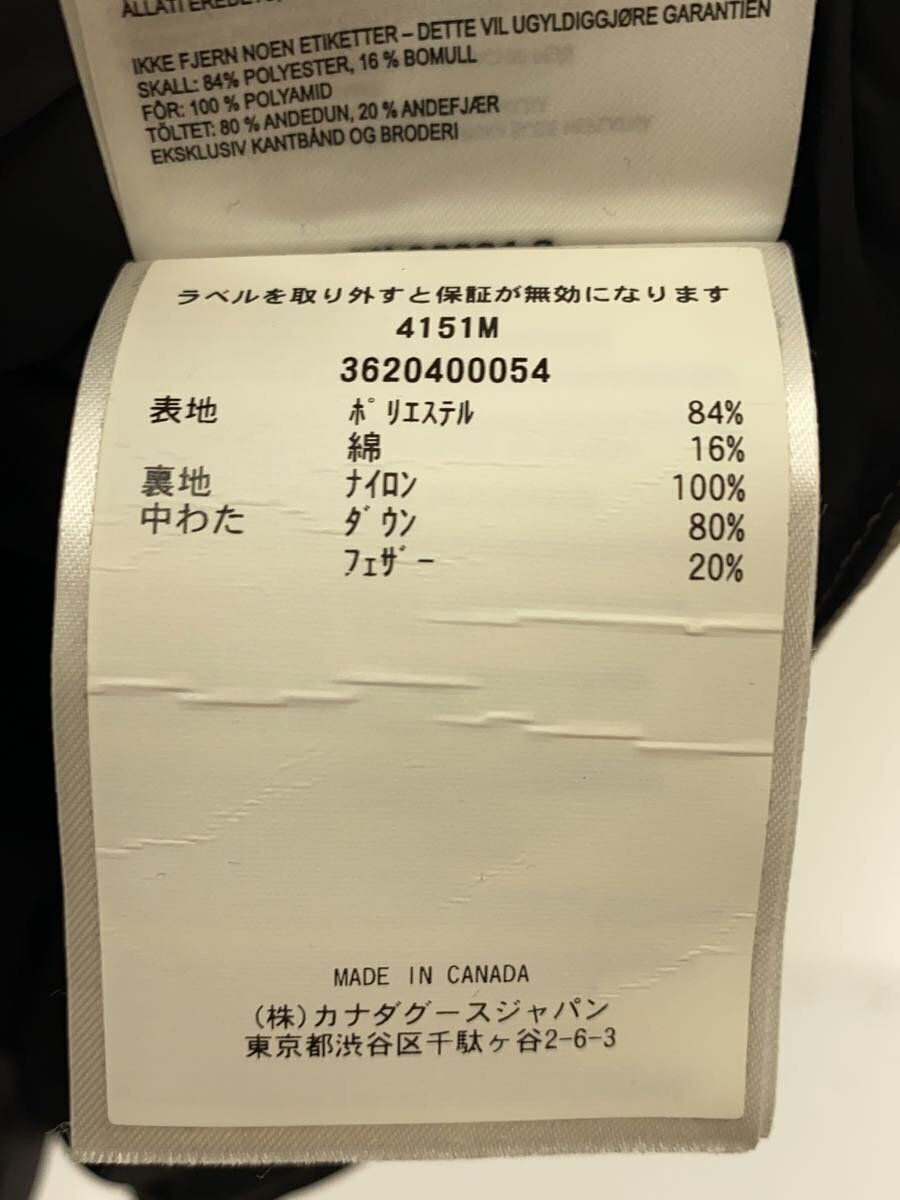 IKKE FJERN NOEN ETIKETTER – DETTE VIL UGYLDIGGJØRE GARANTIEN
SKALL: 84% POLYESTER, 16 % BOMULL
FÔR: 100 % POLYAMID
TÖLTET: 80 % ANDEDUN, 20 % ANDEFJÆR
EKSKLUSIV KANTBÅND OG BRODERI
ラベルを取り外すと保証が無効になります
4151M
3620400054
表地 ﾎﾟﾘｴｽﾃﾙ 84%
綿 16%
裏地 ﾅｲﾛﾝ 100%
中わた ﾀﾞｳﾝ 80%
ﾌｪｻﾞｰ 20%
MADE IN CANADA
(株)カナダグースジャパン
東京都渋谷区千駄ヶ谷2-6-3